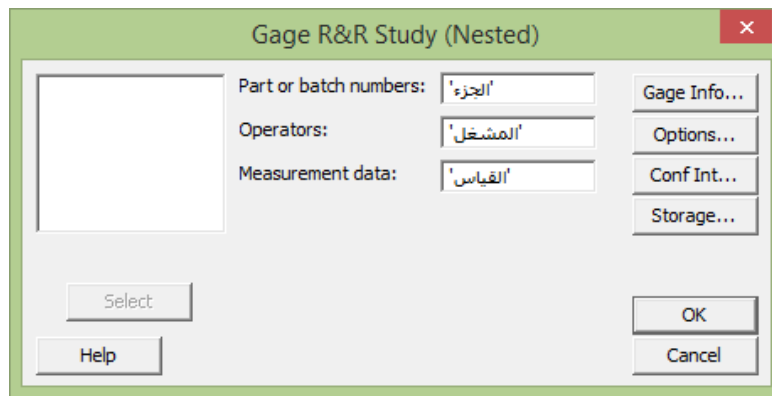 Gage R&R Study (Nested)
Part or batch numbers: 'الجزء'
Gage Info...
Operators: 'المشغل'
Options...
Measurement data: 'القياس'
Conf Int...
Storage...
Select
OK
Help
Cancel